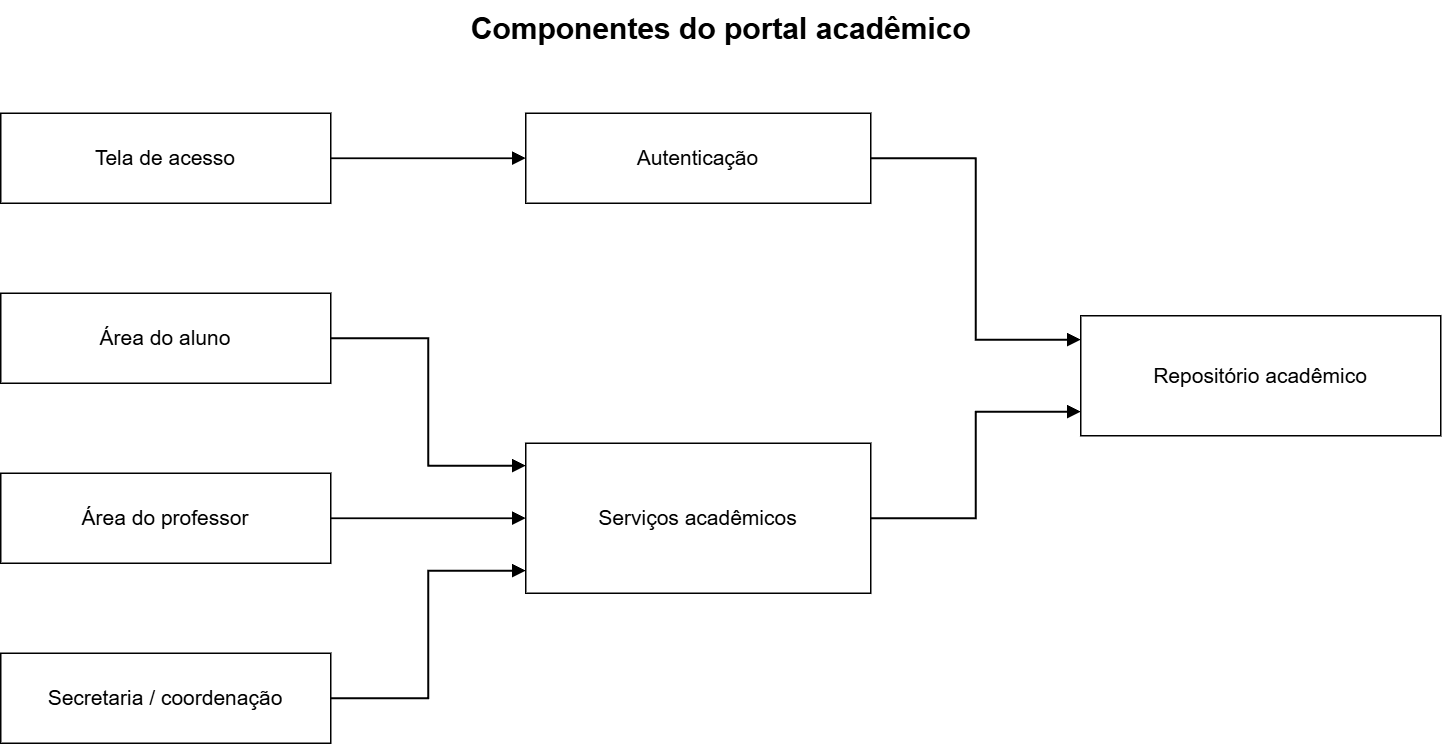 Componentes do portal acadêmico
Tela de acesso
Autenticação
Área do aluno
Repositório acadêmico
Área do professor
Serviços acadêmicos
Secretaria / coordenação